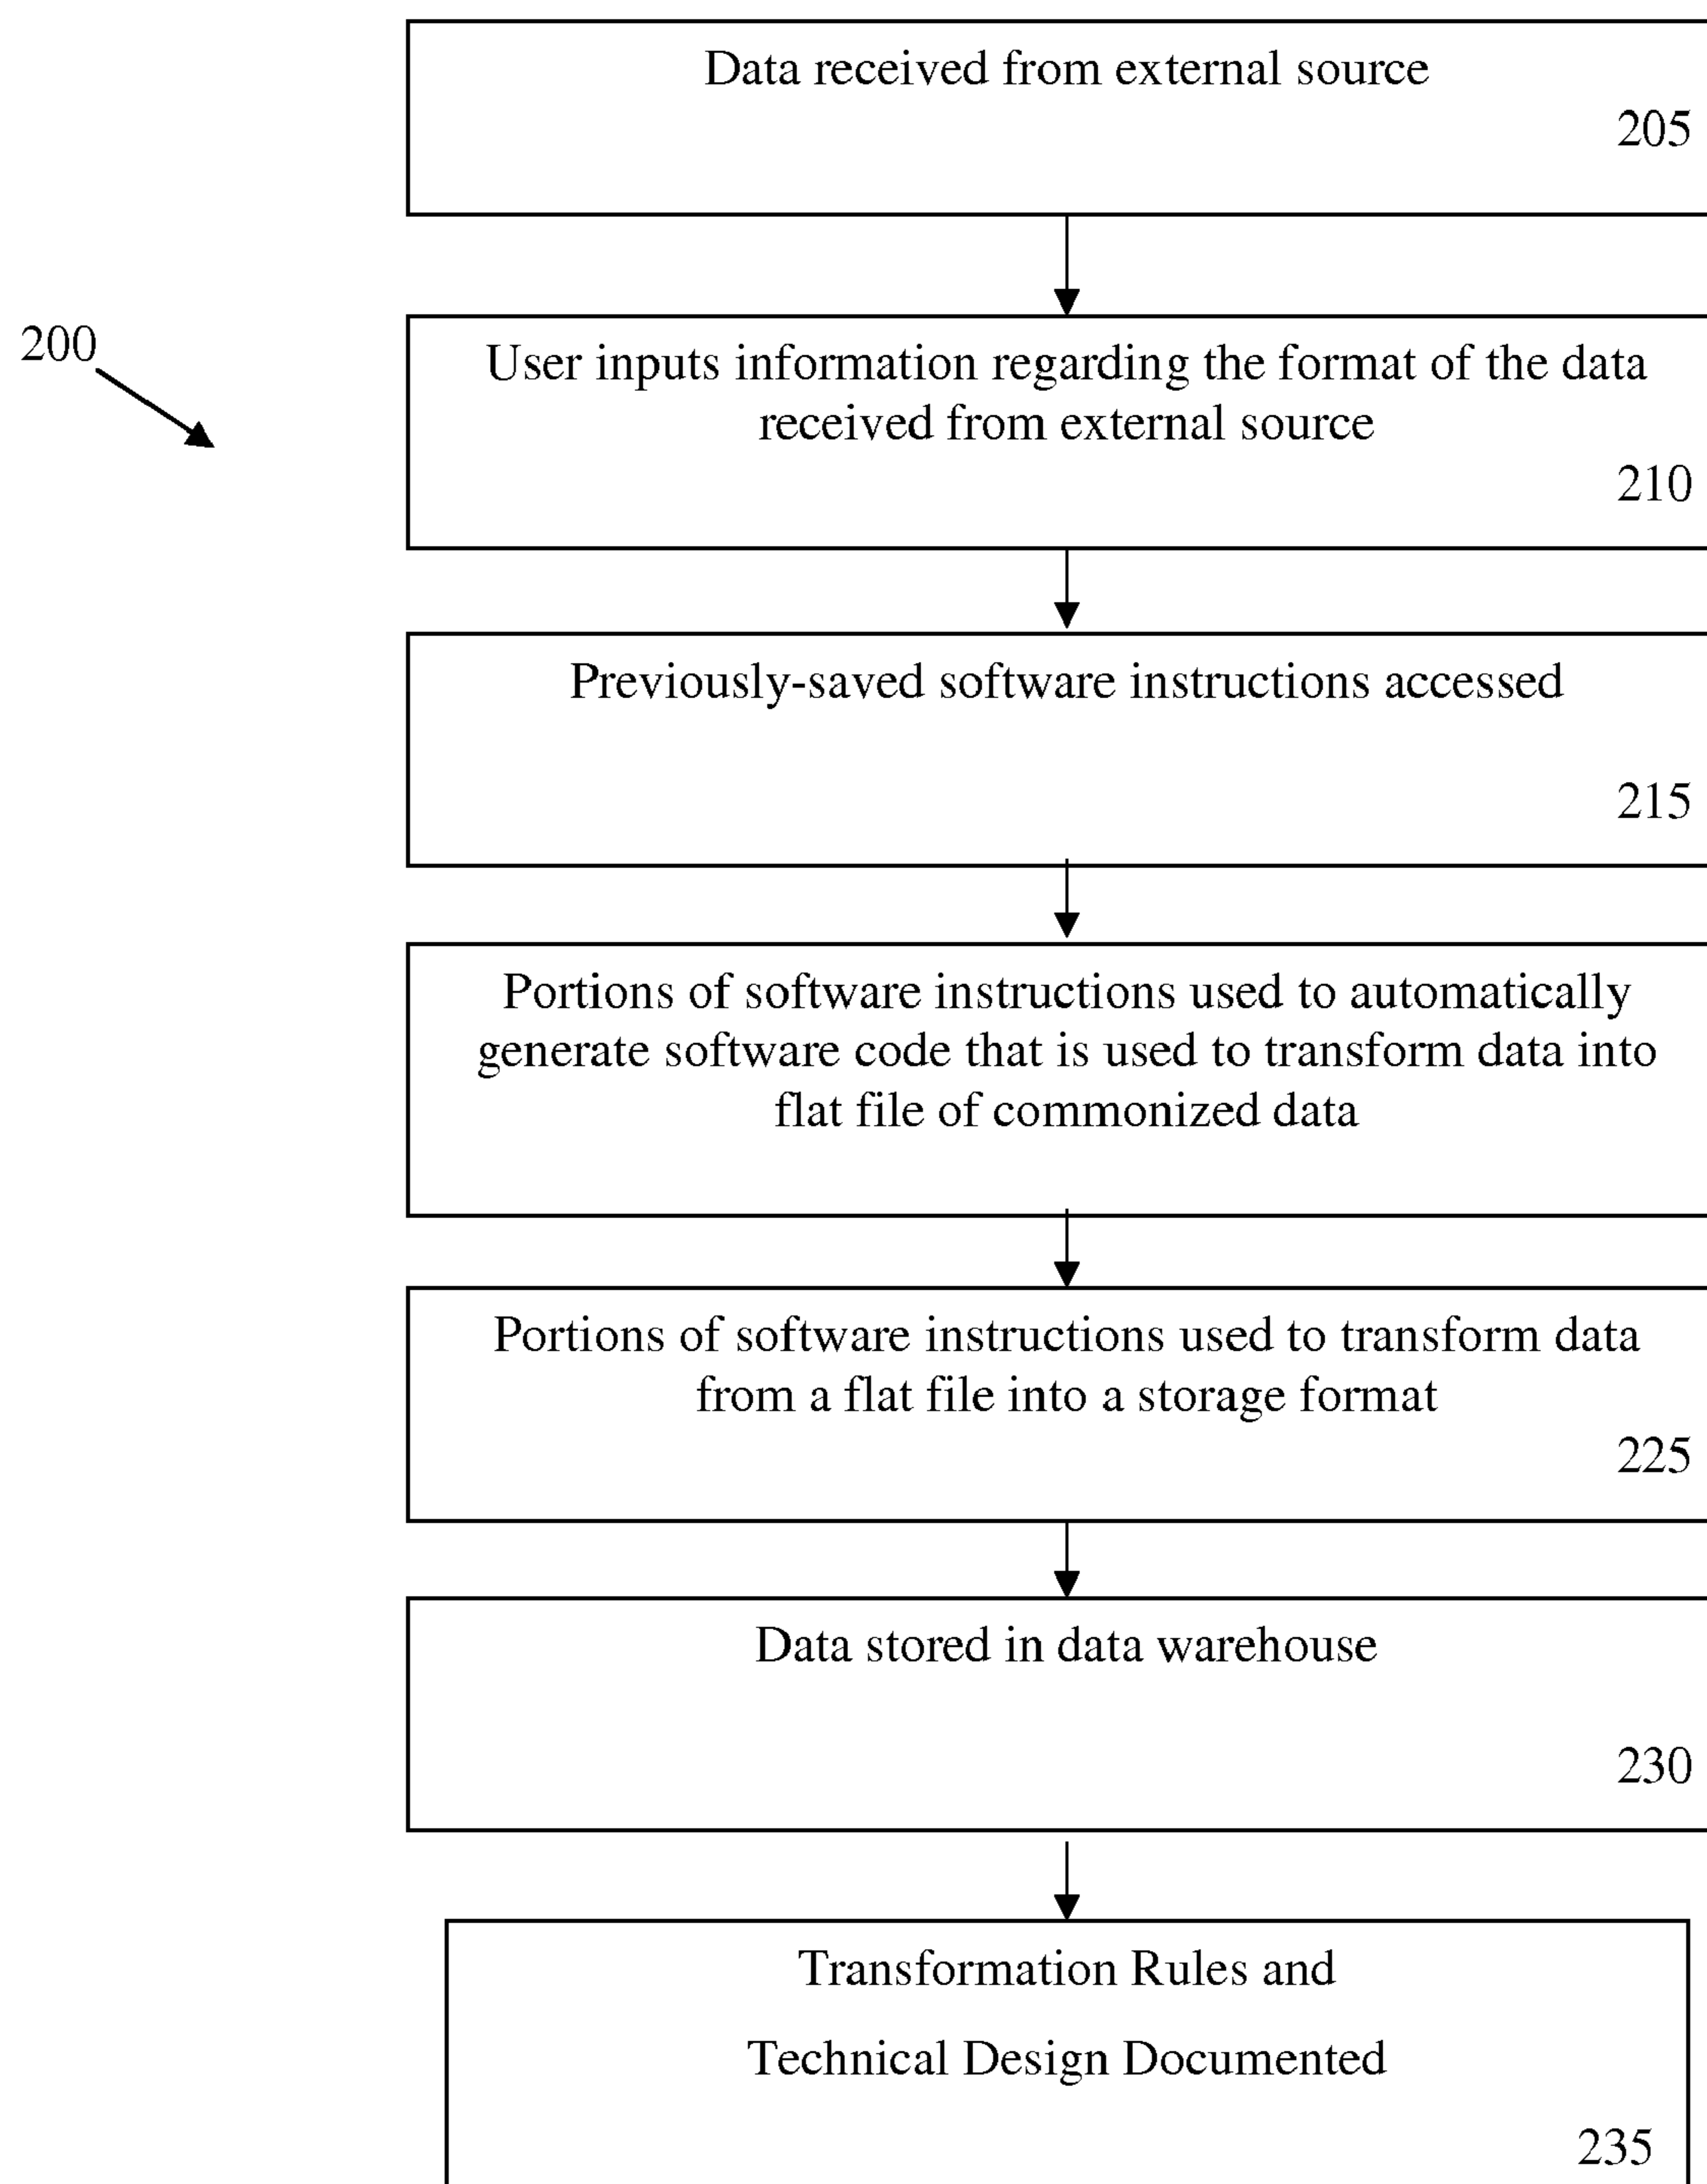 Data received from external source
205
200
User inputs information regarding the format of the data
received from external source
210
Previously-saved software instructions accessed
215
Portions of software instructions used to automatically
generate software code that is used to transform data into
flat file of commonized data
Portions of software instructions used to transform data
from a flat file into a storage format
225
Data stored in data warehouse
230
Transformation Rules and
Technical Design Documented
235